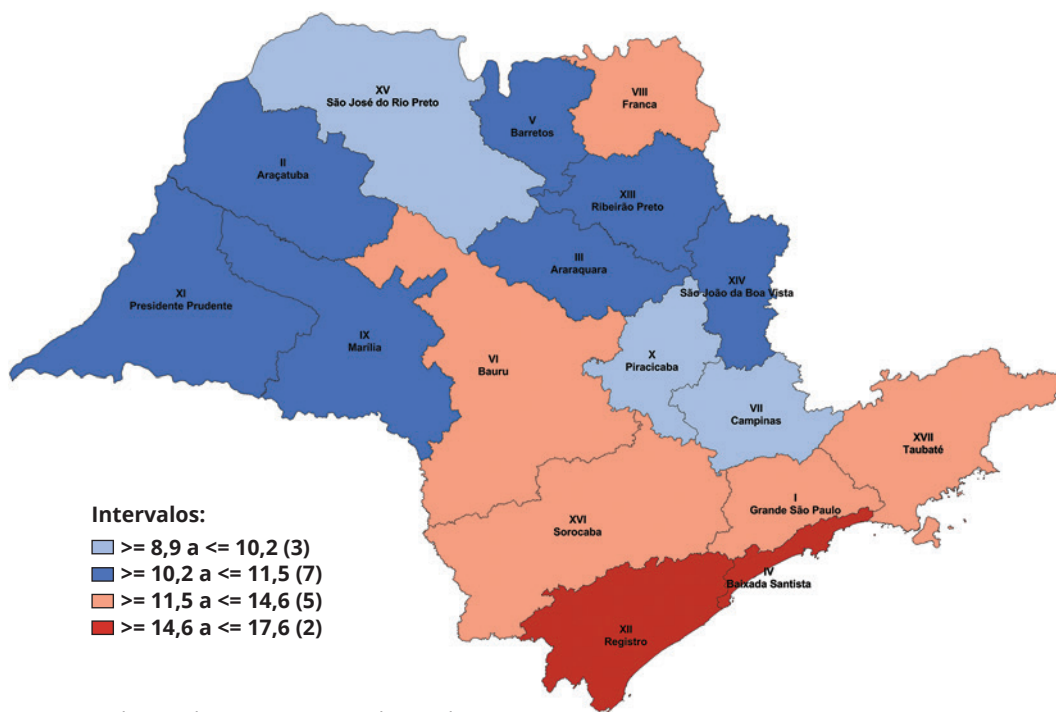 XV
São José do Rio Preto
VIII
Franca
V
Barretos
II
Araçatuba
XIII
Ribeirão Preto
III
Araraquara
XIV
São João da Boa Vista
XI
Presidente Prudente
IX
Marília
VI
Bauru
X
Piracicaba
VII
Campinas
XVII
Taubaté
I
Grande São Paulo
XVI
Sorocaba
IV
Baixada Santista
XII
Registro
Intervalos:
>= 8,9 a <= 10,2 (3)
>= 10,2 a <= 11,5 (7)
>= 11,5 a <= 14,6 (5)
>= 14,6 a <= 17,6 (2)